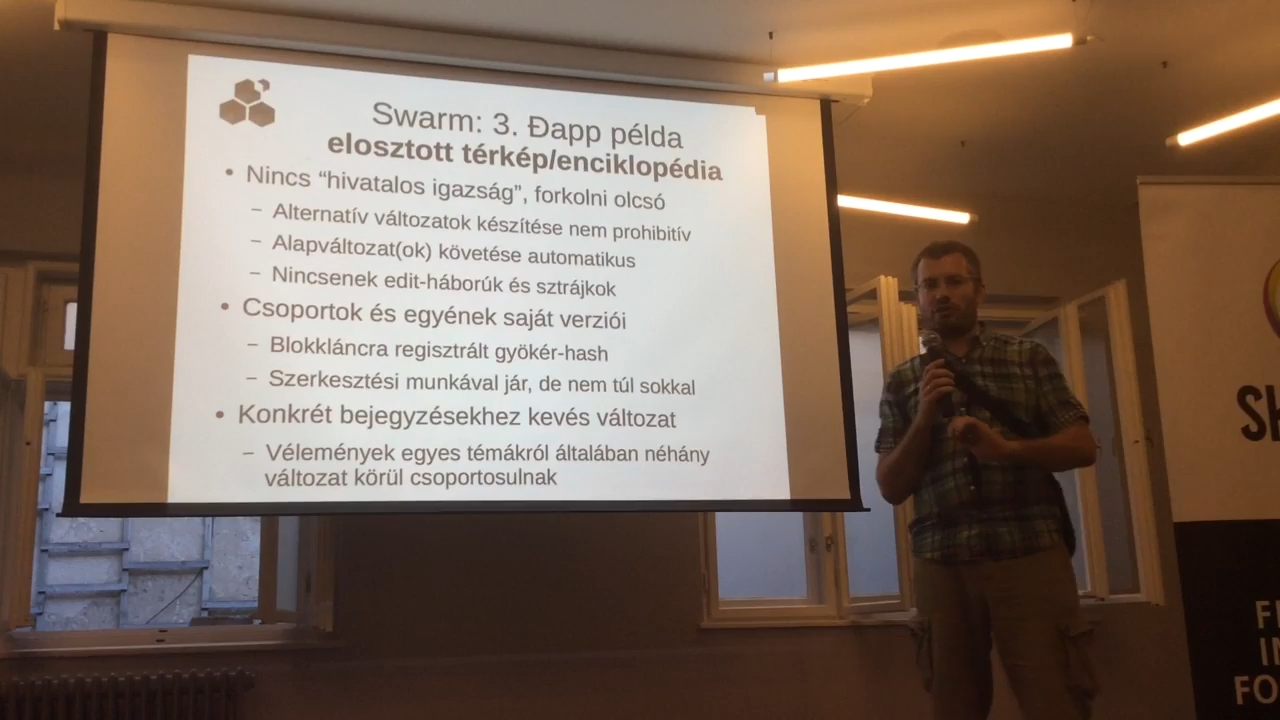 Swarm: 3. Đapp példa
elosztott térkép/enciklopédia
• Nincs “hivatalos igazság”, forkolni olcsó
– Alternatív változatok készítése nem prohibitív
– Alapváltozat(ok) követése automatikus
– Nincsenek edit-háborúk és sztrájkok
• Csoportok és egyének saját verziói
– Blokkláncra regisztrált gyökér-hash
– Szerkesztési munkával jár, de nem túl sokkal
• Konkrét bejegyzésekhez kevés változat
– Vélemények egyes témákról általában néhány
változat körül csoportosulnak